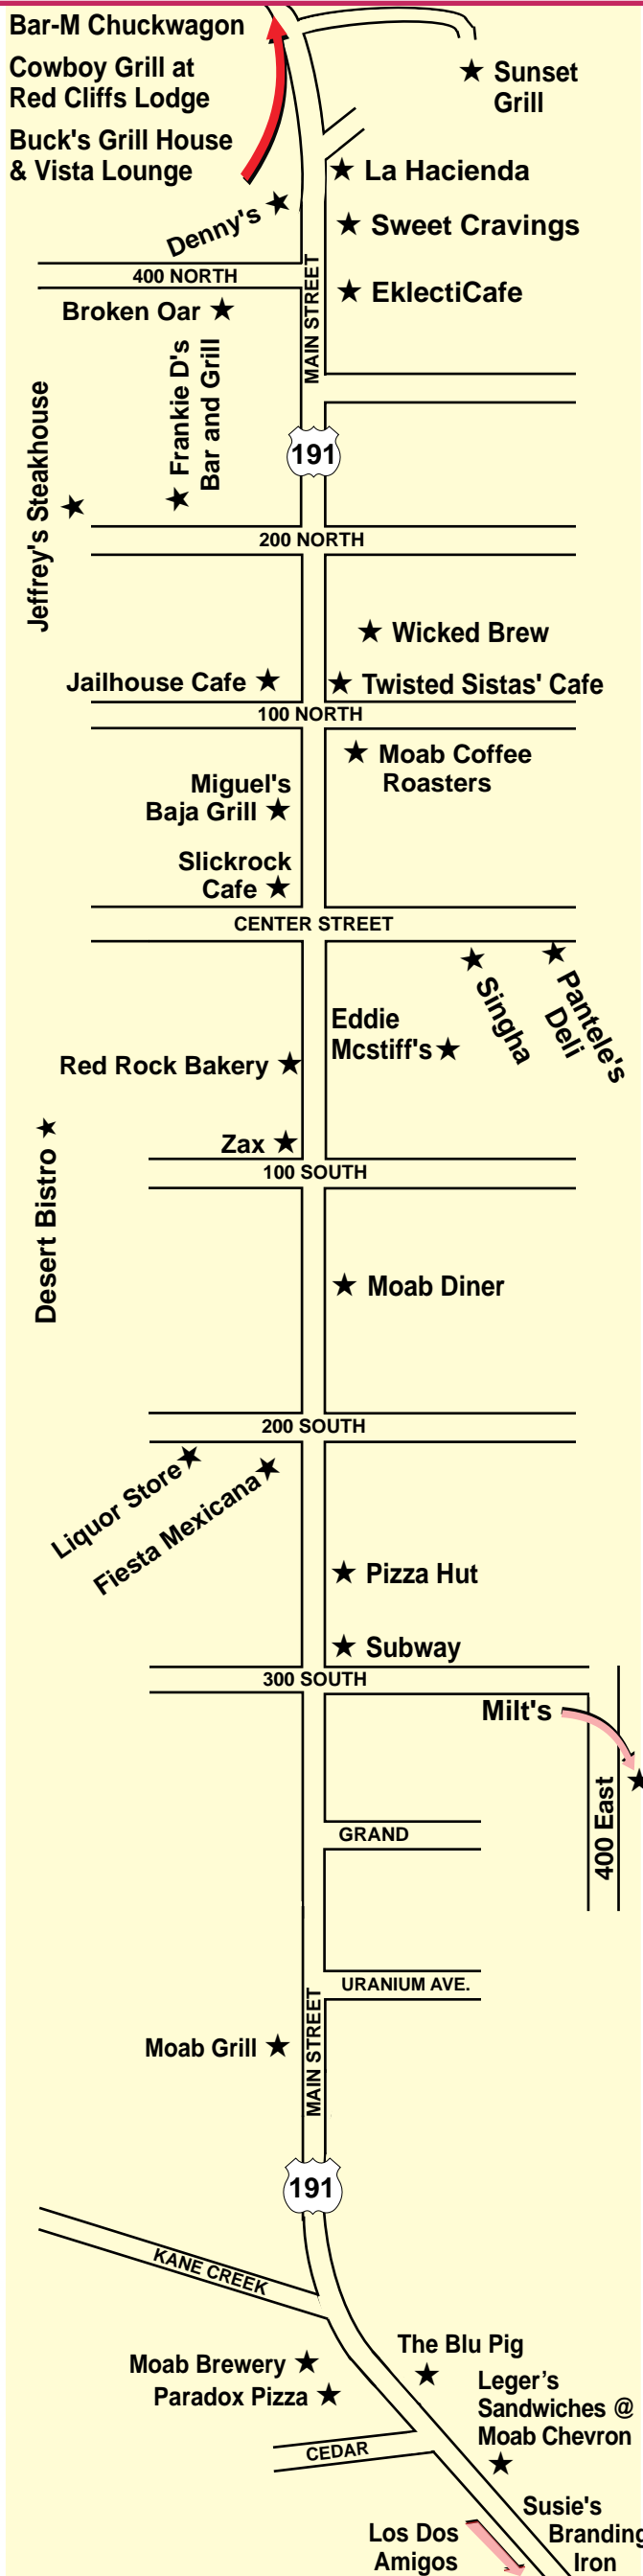 Bar-M Chuckwagon
Cowboy Grill at
Red Cliffs Lodge
Buck's Grill House
& Vista Lounge
Sunset
Grill
La Hacienda
Denny's
Sweet Cravings
400 NORTH
MAIN STREET
EklectiCafe
Broken Oar
Frankie D's
Bar and Grill
Jeffrey's Steakhouse
191
200 NORTH
Wicked Brew
Jailhouse Cafe
Twisted Sistas' Cafe
100 NORTH
Moab Coffee
Roasters
Miguel's
Baja Grill
Slickrock
Cafe
CENTER STREET
Singha
Pantele's
Deli
Eddie
Mcstiff's
Red Rock Bakery
Zax
100 SOUTH
Desert Bistro
Moab Diner
200 SOUTH
Liquor Store
Fiesta Mexicana
Pizza Hut
Subway
300 SOUTH
Milt's
400 East
GRAND
URANIUM AVE.
MAIN STREET
Moab Grill
191
KANE CREEK
The Blu Pig
Moab Brewery
Paradox Pizza
Leger’s
Sandwiches @
Moab Chevron
CEDAR
Susie's
Branding
Iron
Los Dos
Amigos